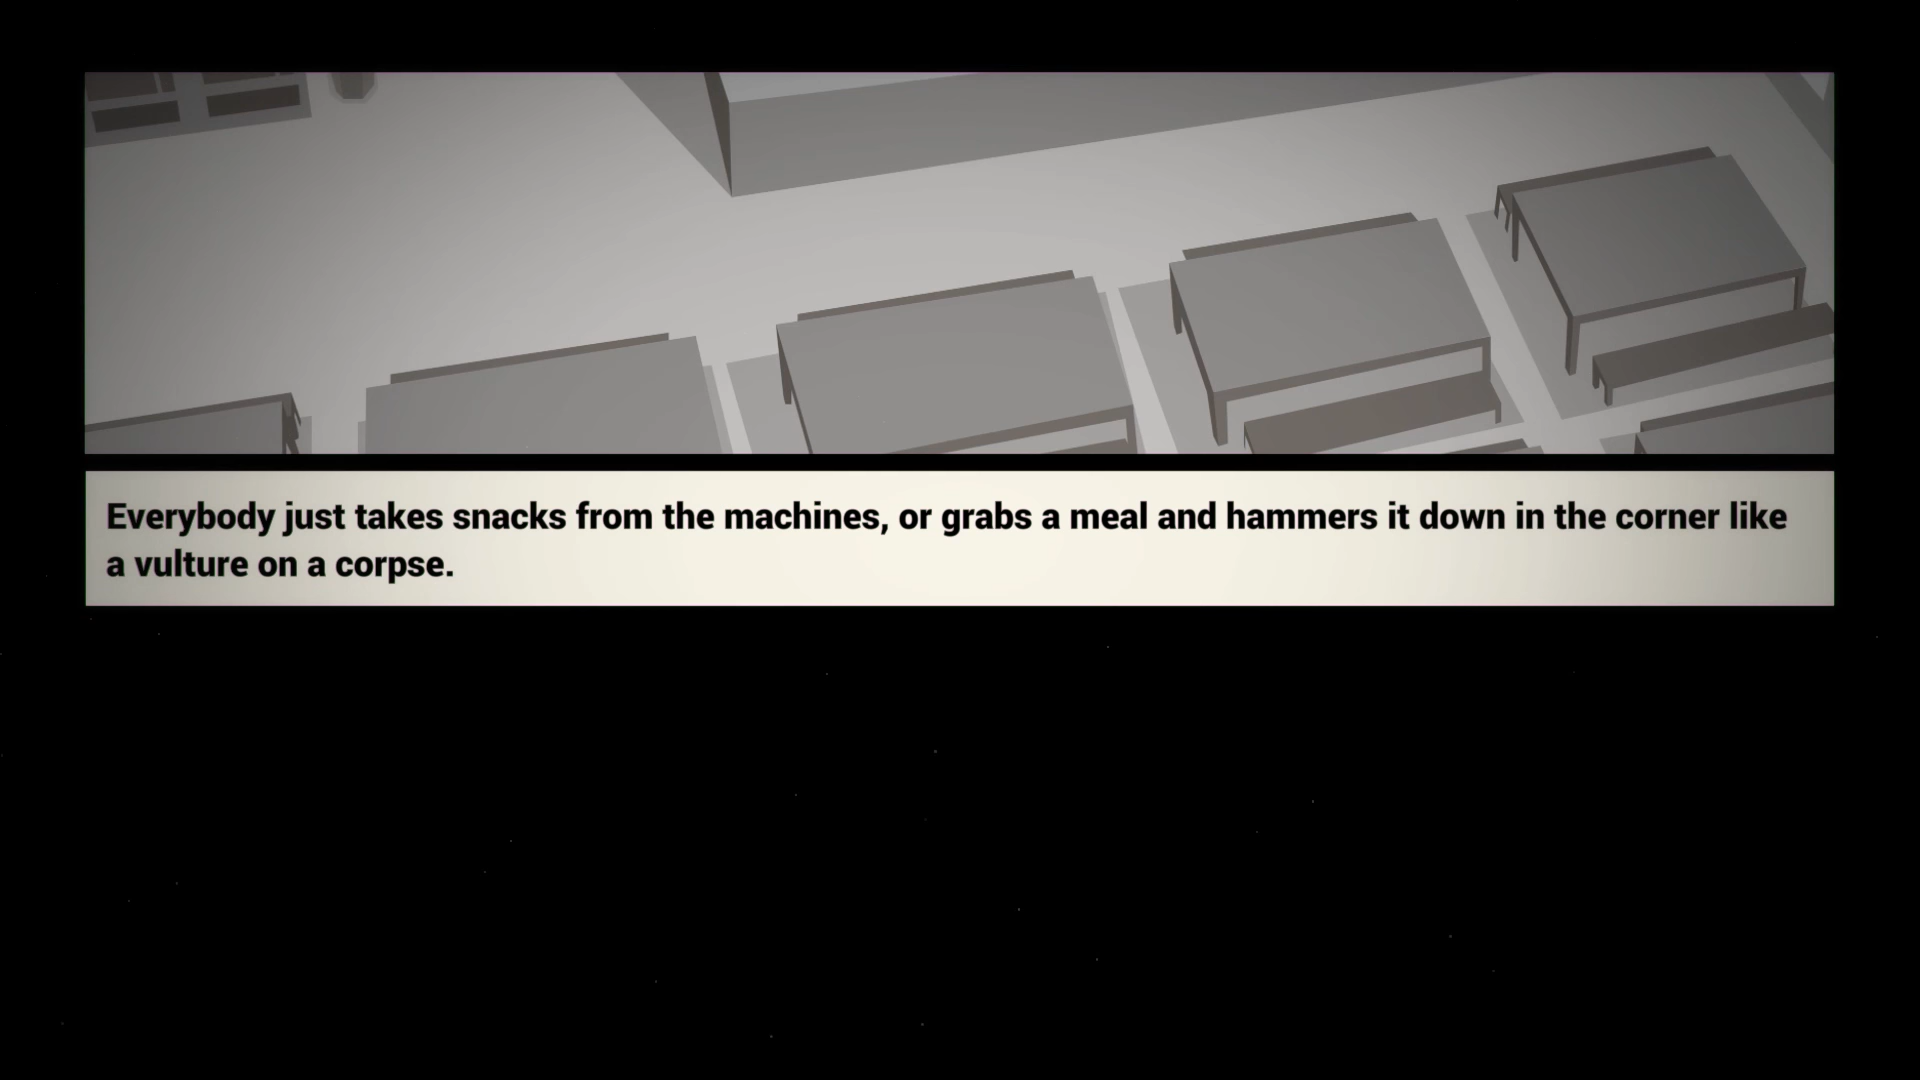 Everybody just takes snacks from the machines, or grabs a meal and hammers it down in the corner like
a vulture on a corpse.